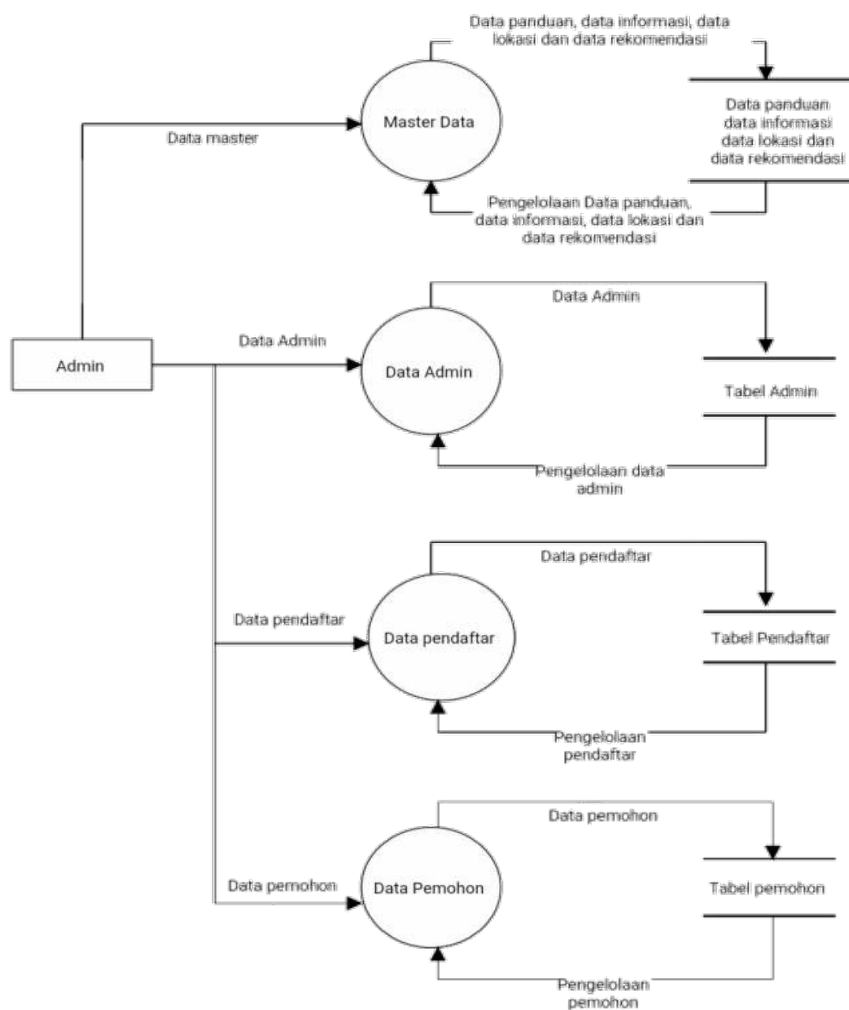 Data panduan, data informasi, data
lokasi dan data rekomendasi
Master Data
Data panduan
data informasi
data lokasi dan
data rekomendasi
Data master
Pengelolaan Data panduan,
data informasi, data lokasi dan
data rekomendasi
Data Admin
Data Admin
Admin
Data Admin
Tabel Admin
Pengelolaan data
admin
Data pendaftar
Data pendaftar
Data pendaftar
Tabel Pendaftar
Pengelolaan
pendaftar
Data pemohon
Data pemohon
Data Pemohon
Tabel pemohon
Pengelolaan
pemohon